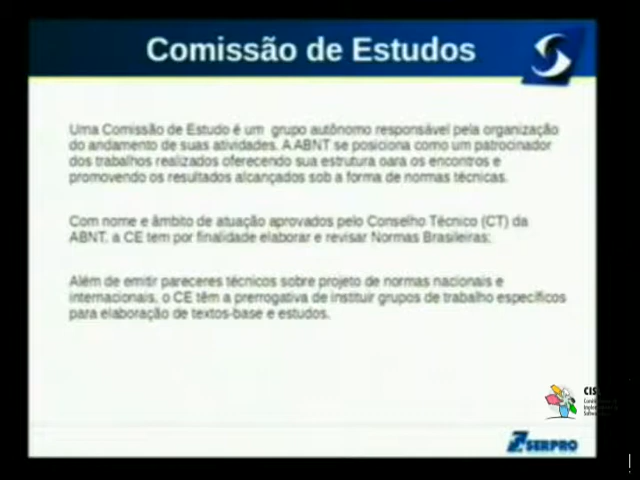 Comissão de Estudos
Uma Comissão de Estudo é um grupo autônomo responsável pela organização
do andamento de suas atividades. A ABNT se posiciona como um patrocinador
dos trabalhos realizados oferecendo sua estrutura oara os encontros e
promovendo os resultados alcançados sob a forma de normas técnicas.
Com nome e âmbito de atuação aprovados pelo Conselho Técnico (CT) da
ABNT, a CE tem por finalidade elaborar e revisar Normas Brasileiras;
Além de emitir pareceres técnicos sobre projeto de normas nacionais e
internacionais, o CE têm a prerrogativa de instituir grupos de trabalho específicos
para elaboração de textos-base e estudos.
CIS
SERPRO